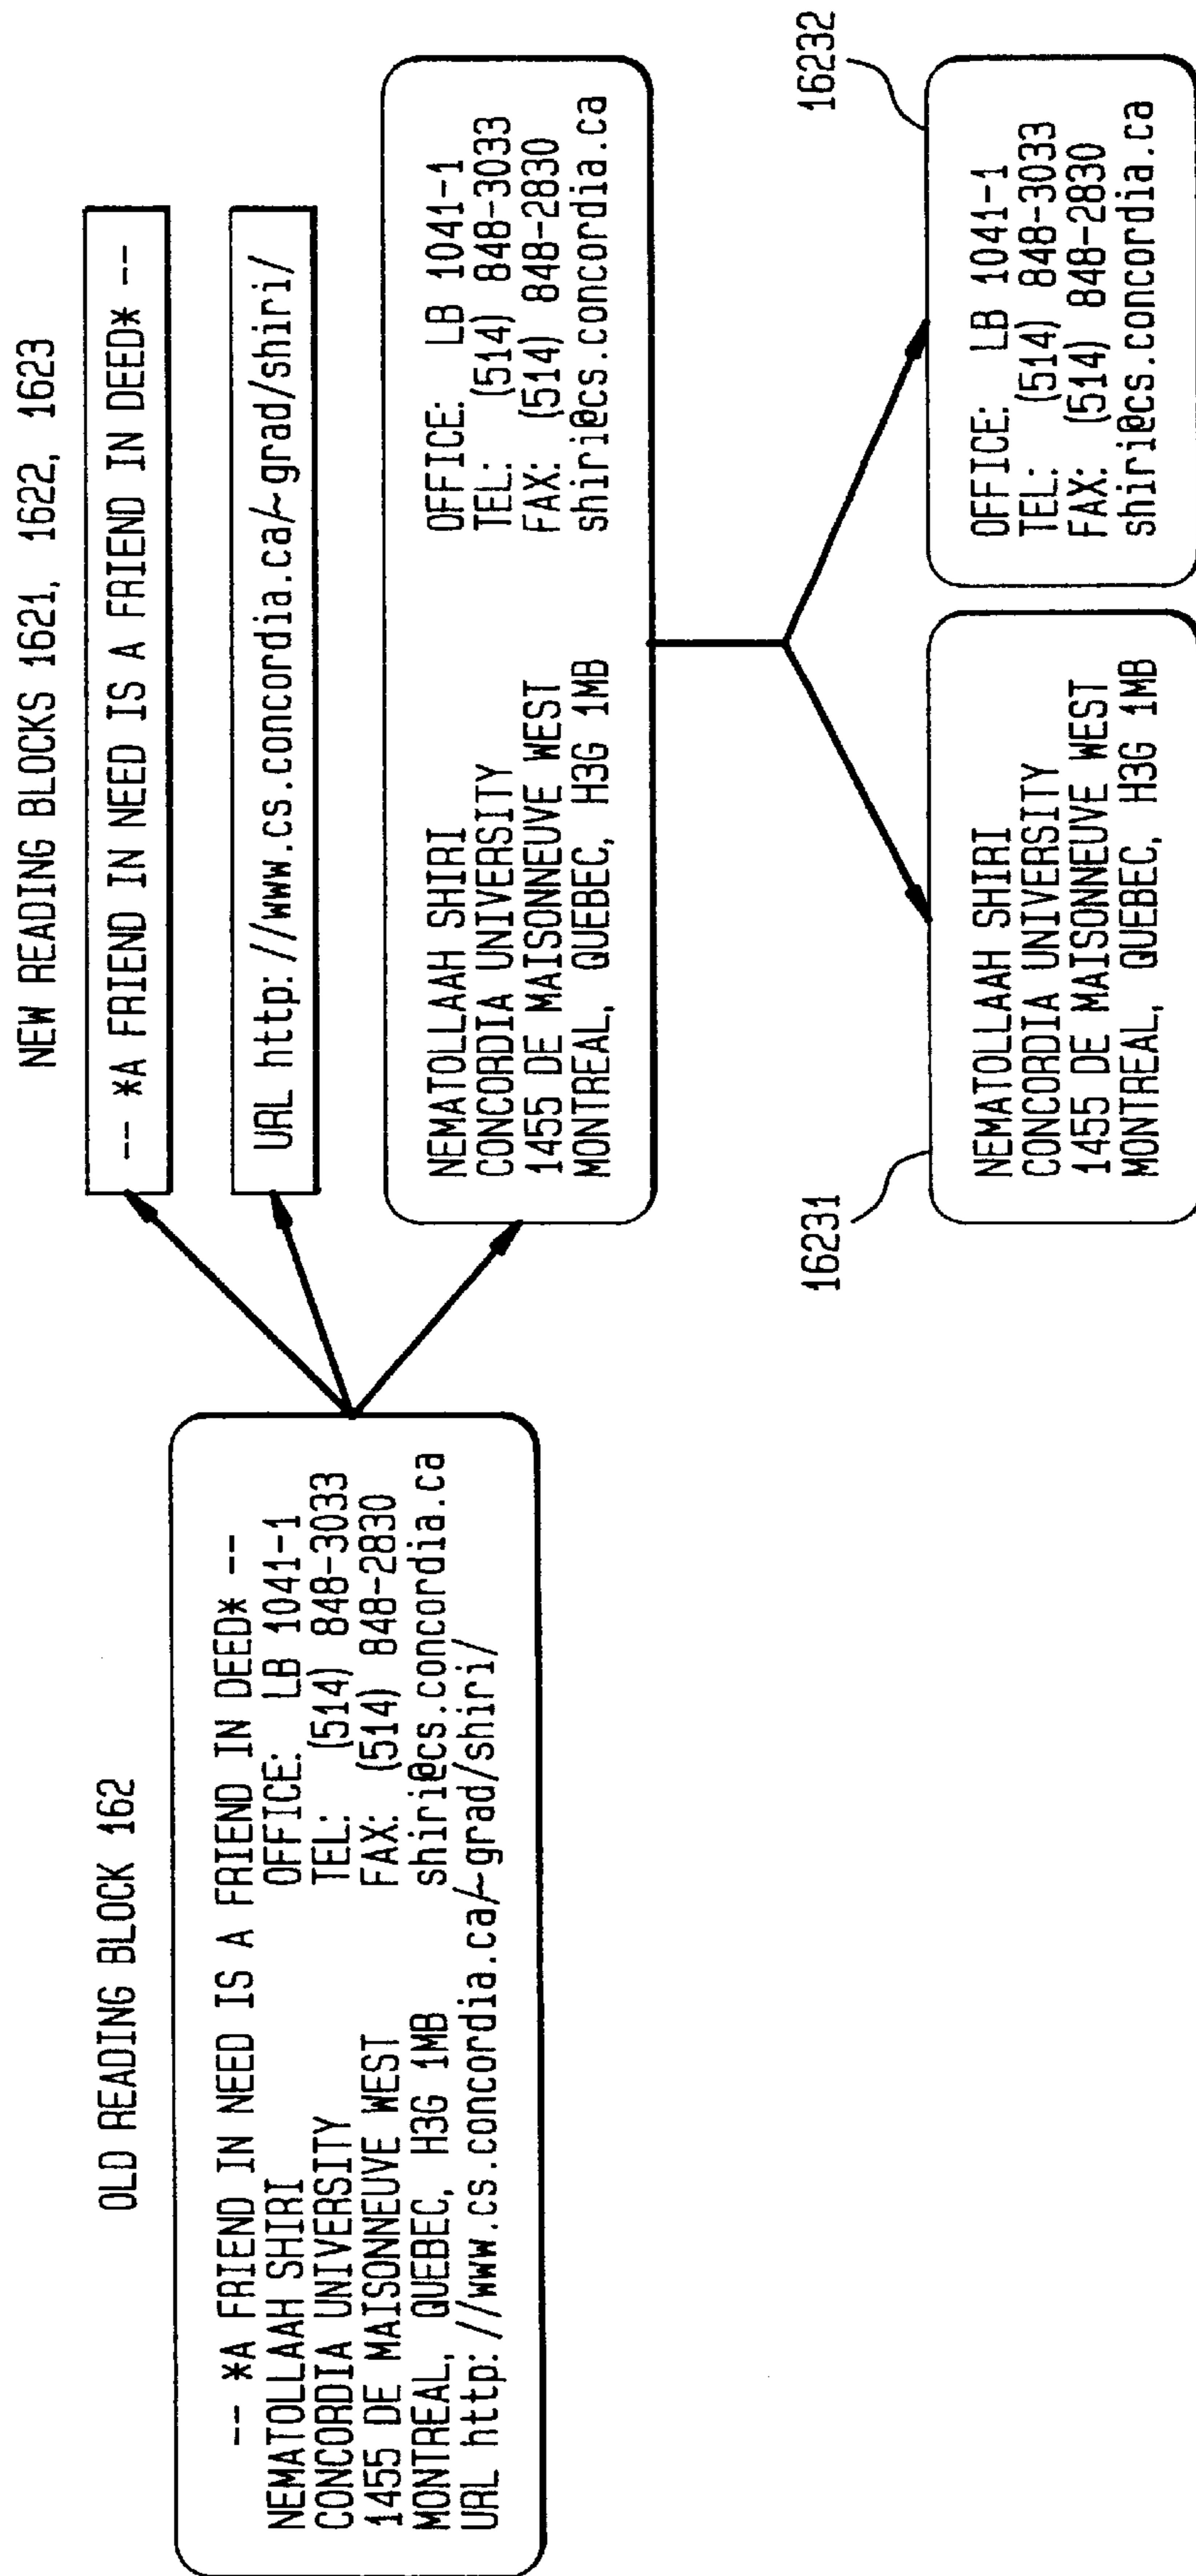 OLD READING BLOCK 162
-- *A FRIEND IN NEED IS A FRIEND IN DEED* --
NEMATOLLAAH SHIRI OFFICE: LB 1041-1
CONCORDIA UNIVERSITY TEL: (514) 848-3033
1455 DE MAISONNEUVE WEST FAX: (514) 848-2830
MONTREAL, QUEBEC, H3G 1MB shiri@cs.concordia.ca
URL http://www.cs.concordia.ca/~grad/shiri/
NEW READING BLOCKS 1621, 1622, 1623
-- *A FRIEND IN NEED IS A FRIEND IN DEED* --
URL http://www.cs.concordia.ca/~grad/shiri/
NEMATOLLAAH SHIRI OFFICE: LB 1041-1
CONCORDIA UNIVERSITY TEL: (514) 848-3033
1455 DE MAISONNEUVE WEST FAX: (514) 848-2830
MONTREAL, QUEBEC, H3G 1MB shiri@cs.concordia.ca
16231
NEMATOLLAAH SHIRI
CONCORDIA UNIVERSITY
1455 DE MAISONNEUVE WEST
MONTREAL, QUEBEC, H3G 1MB
16232
OFFICE: LB 1041-1
TEL: (514) 848-3033
FAX: (514) 848-2830
shiri@cs.concordia.ca